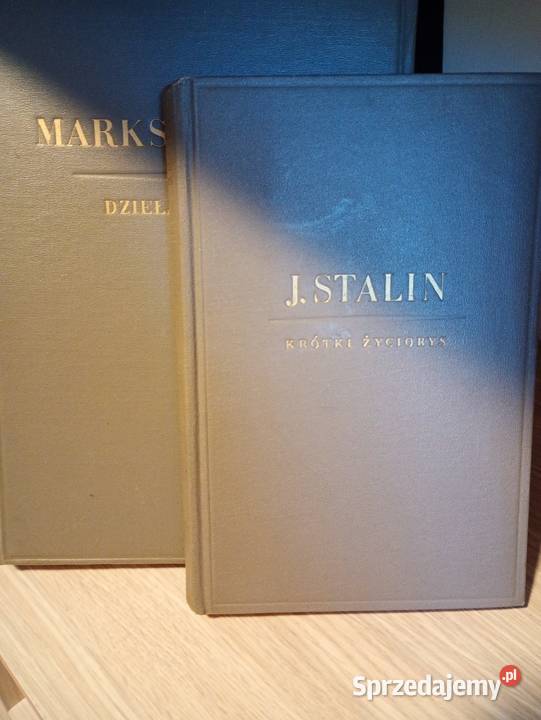 MARKS
DZIEŁ
J. STALIN
KRÓTKI ŻYCIORYS
Sprzedajemy.pl